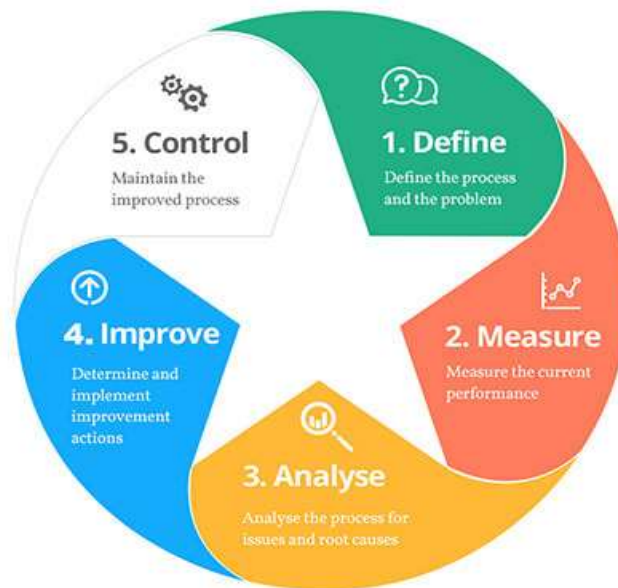 1. Define
Define the process
and the problem
2. Measure
Measure the current
performance
3. Analyse
Analyse the process for
issues and root causes
4. Improve
Determine and
implement
improvement
actions
5. Control
Maintain the
improved process